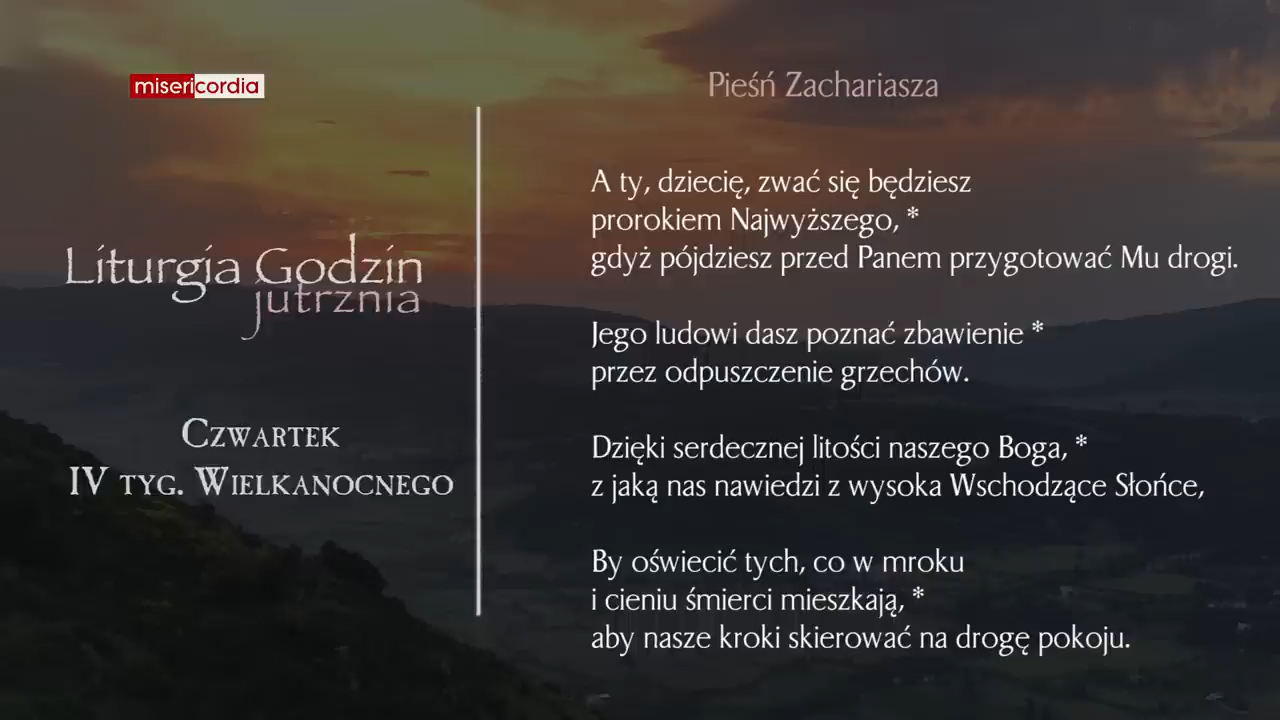 misericordia
Liturgia Godzin
jutrznia
Czwartek
IV tyg. Wielkanocnego
Pieśń Zachariasza
A ty, dziecię, zwać się będziesz
prorokiem Najwyższego, *
gdyż pójdziesz przed Panem przygotować Mu drogi.
Jego ludowi dasz poznać zbawienie *
przez odpuszczenie grzechów.
Dzięki serdecznej litości naszego Boga, *
z jaką nas nawiedzi z wysoka Wschodzące Słońce,
By oświecić tych, co w mroku
i cieniu śmierci mieszkają, *
aby nasze kroki skierować na drogę pokoju.